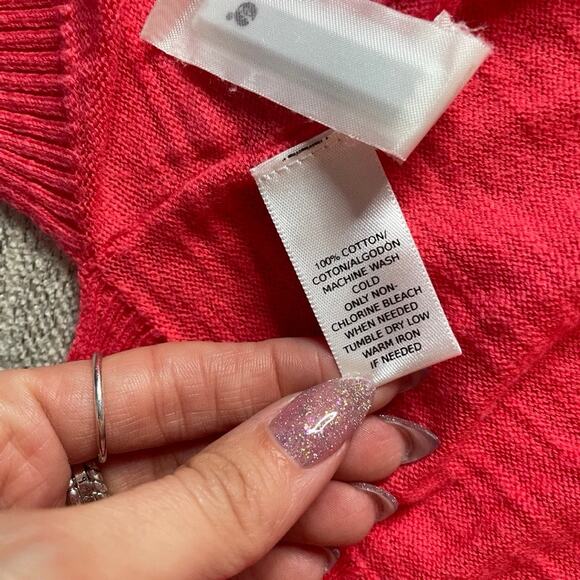 100% COTTON/
COTON/ALGODÓN
MACHINE WASH
COLD
ONLY NON-
CHLORINE BLEACH
WHEN NEEDED
TUMBLE DRY LOW
WARM IRON
IF NEEDED